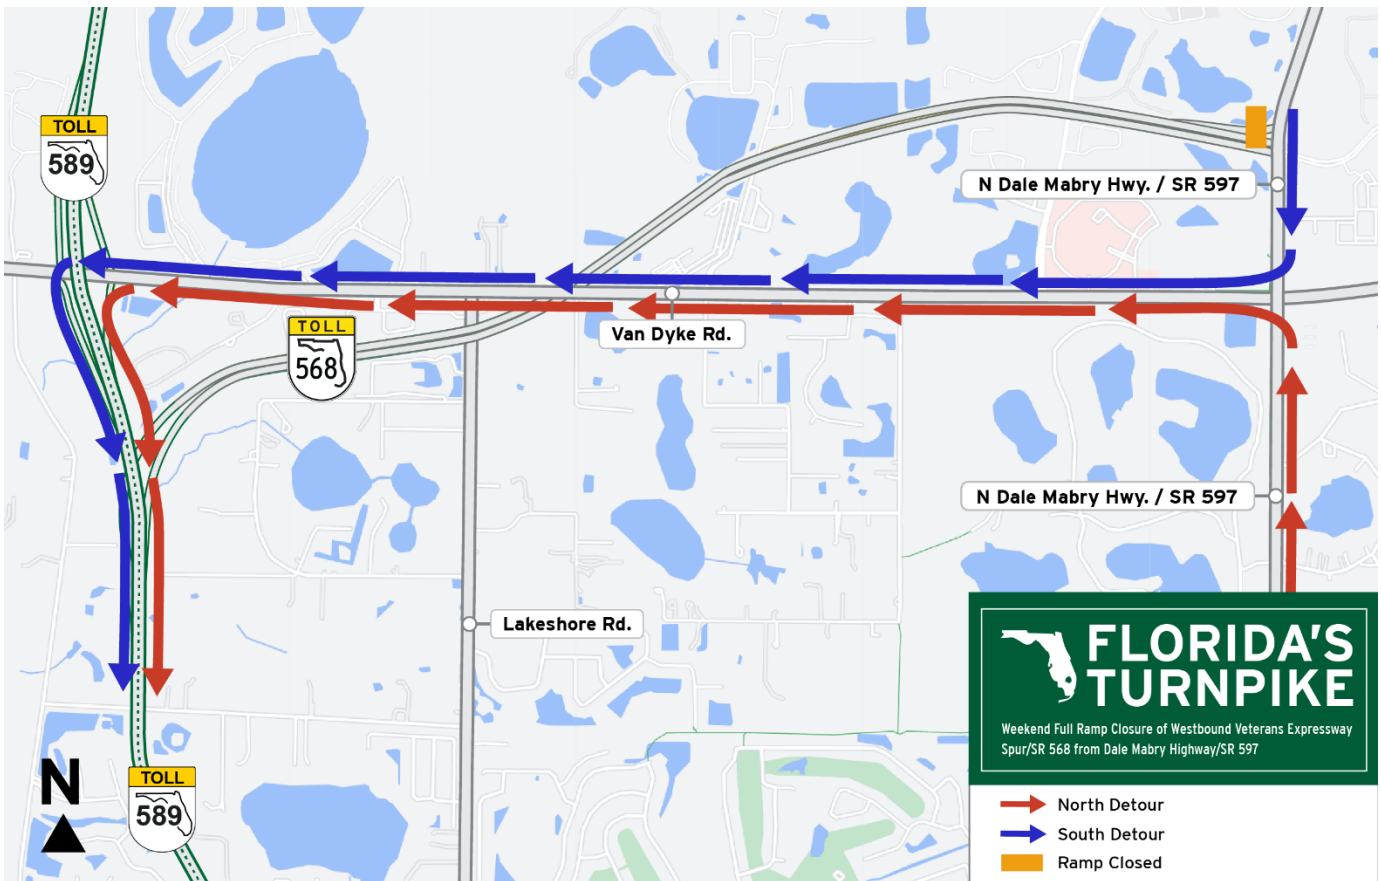 TOLL
589
N Dale Mabry Hwy. / SR 597
Van Dyke Rd.
TOLL
568
N Dale Mabry Hwy. / SR 597
Lakeshore Rd.
FLORIDA'S
TURNPIKE
Weekend Full Ramp Closure of Westbound Veterans Expressway
Spur/SR 568 from Dale Mabry Highway/SR 597
N
TOLL
589
North Detour
South Detour
Ramp Closed